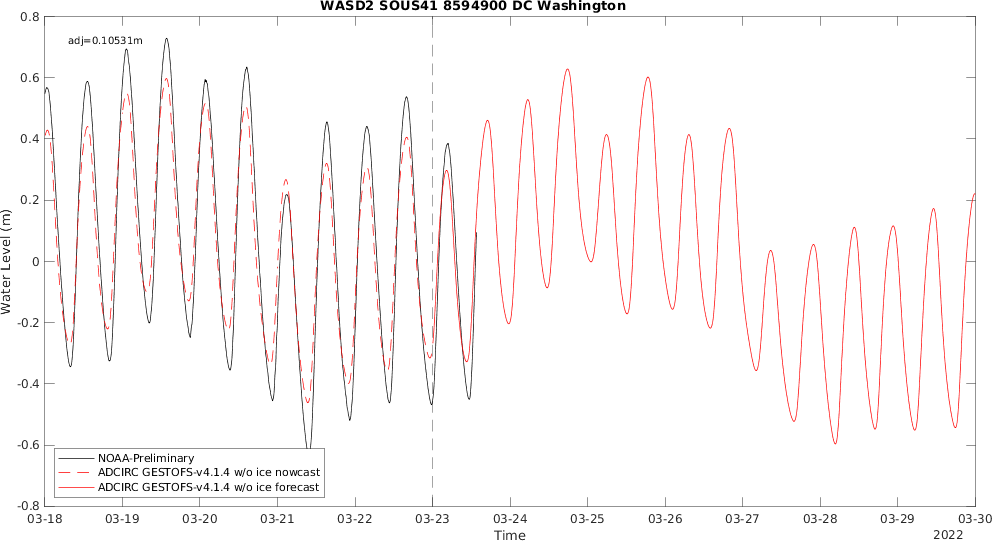 WASD2 SOUS41 8594900 DC Washington
adj=0.10531m
0.8
0.6
0.4
0.2
0
-0.2
-0.4
-0.6
-0.8
Water Level (m)
NOAA-Preliminary
ADCIRC GESTOFS-v4.1.4 w/o ice nowcast
ADCIRC GESTOFS-v4.1.4 w/o ice forecast
03-18 03-19 03-20 03-21 03-22 03-23 03-24 03-25 03-26 03-27 03-28 03-29 03-30
Time
2022